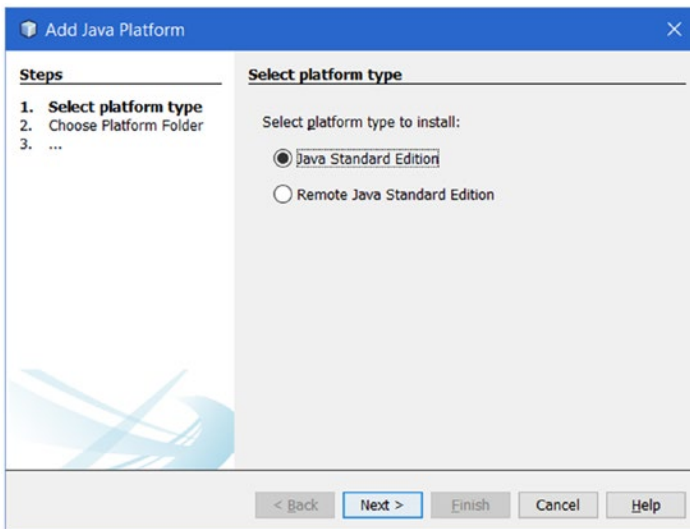 Add Java Platform
Steps
1. Select platform type
2. Choose Platform Folder
3. ...
Select platform type
Select platform type to install:
Java Standard Edition
Remote Java Standard Edition
< Back
Next >
Finish
Cancel
Help